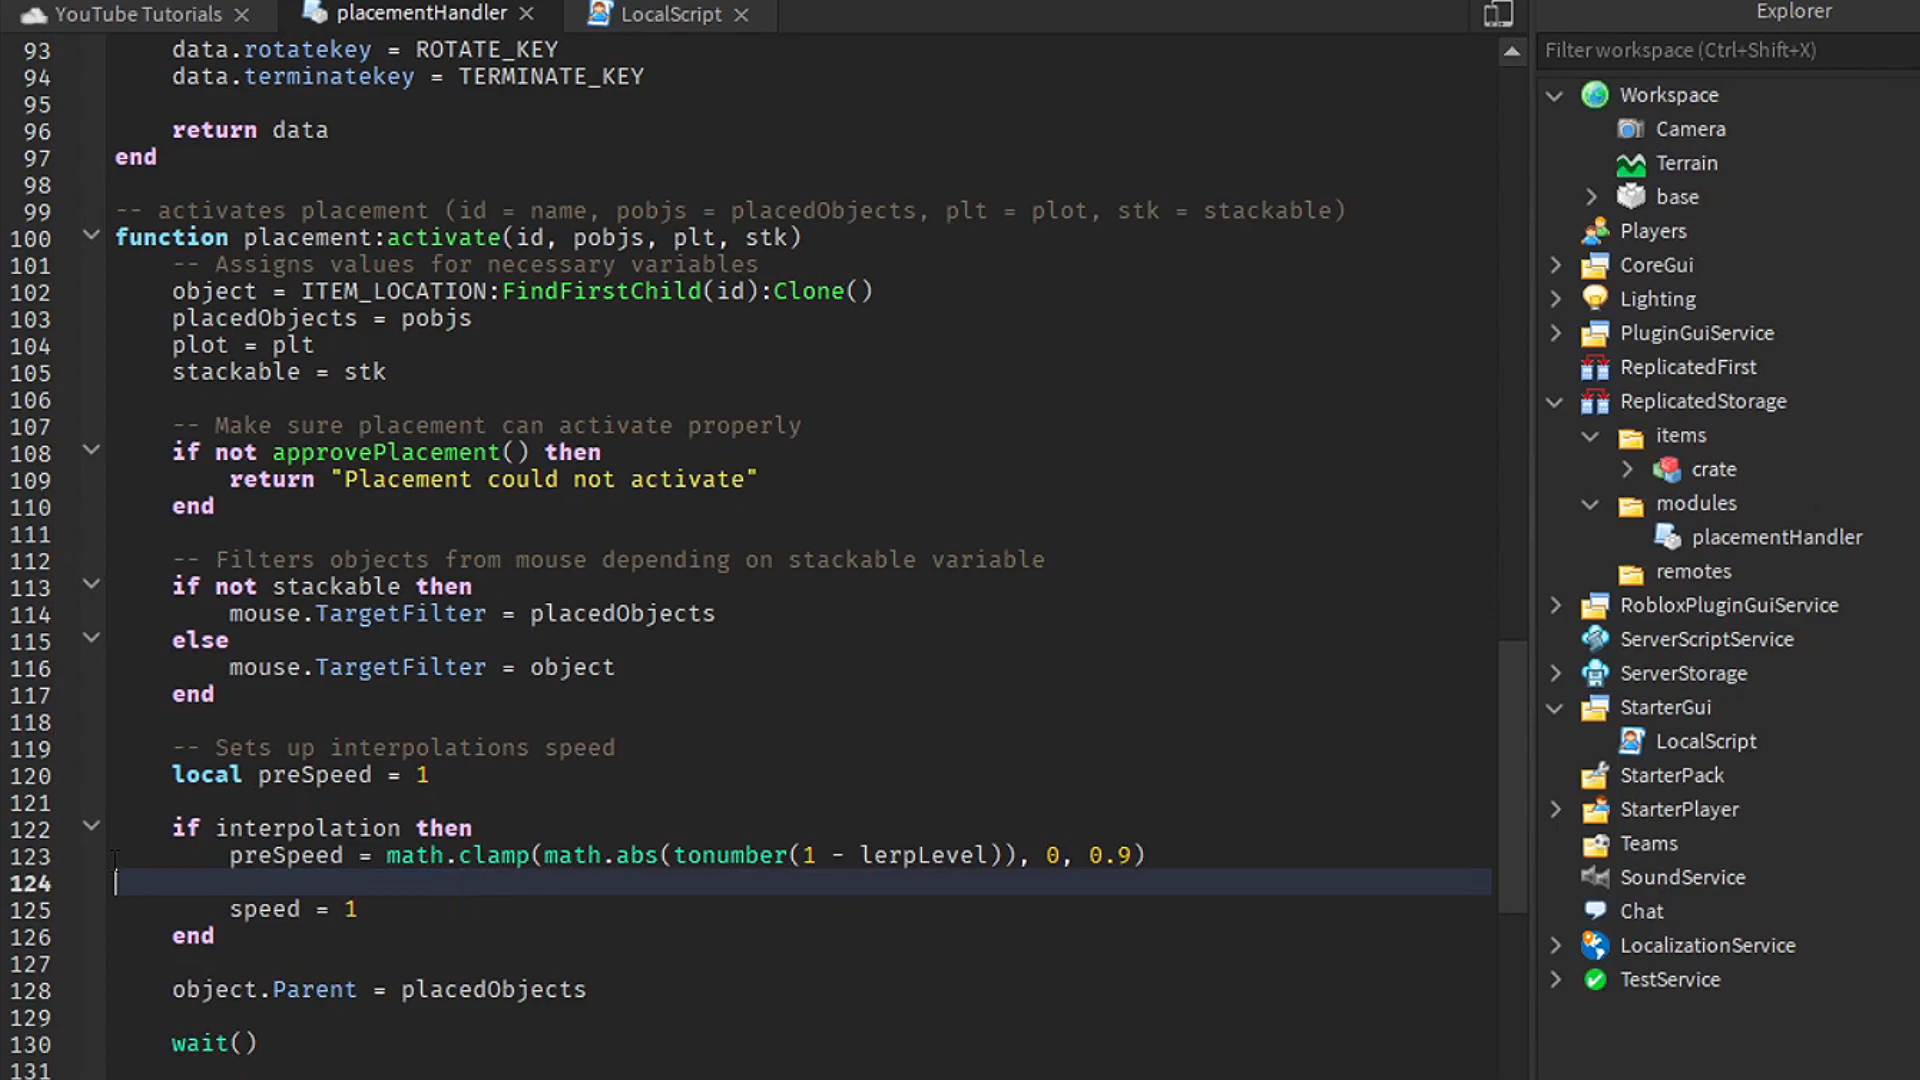 YouTube Tutorials
placementHandler
LocalScript
93 data.rotatekey = ROTATE_KEY
94 data.terminatekey = TERMINATE_KEY
95
96 return data
97 end
98
99 -- activates placement (id = name, pobjs = placedObjects, plt = plot, stk = stackable)
100 function placement:activate(id, pobjs, plt, stk)
101 -- Assigns values for necessary variables
102 object = ITEM_LOCATION:FindFirstChild(id):Clone()
103 placedObjects = pobjs
104 plot = plt
105 stackable = stk
106
107 -- Make sure placement can activate properly
108 if not approvePlacement() then
109 return "Placement could not activate"
110 end
111
112 -- Filters objects from mouse depending on stackable variable
113 if not stackable then
114 mouse.TargetFilter = placedObjects
115 else
116 mouse.TargetFilter = object
117 end
118
119 -- Sets up interpolations speed
120 local preSpeed = 1
121
122 if interpolation then
123 preSpeed = math.clamp(math.abs(tonumber(1 - lerpLevel)), 0, 0.9)
124
125 speed = 1
126 end
127
128 object.Parent = placedObjects
129
130 wait()
131
Explorer
Filter workspace (Ctrl+Shift+X)
Workspace
Camera
Terrain
base
Players
CoreGui
Lighting
PluginGuiService
ReplicatedFirst
ReplicatedStorage
items
crate
modules
placementHandler
remotes
RobloxPluginGuiService
ServerScriptService
ServerStorage
StarterGui
LocalScript
StarterPack
StarterPlayer
Teams
SoundService
Chat
LocalizationService
TestService